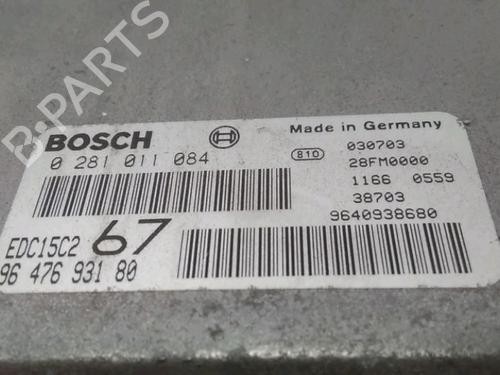 B-PARTS
BOSCH
Made in Germany
0 281 011 084
810
030703
28FM0000
1166 0559
38703
9640938680
EDC15C2 67
96 476 931 80